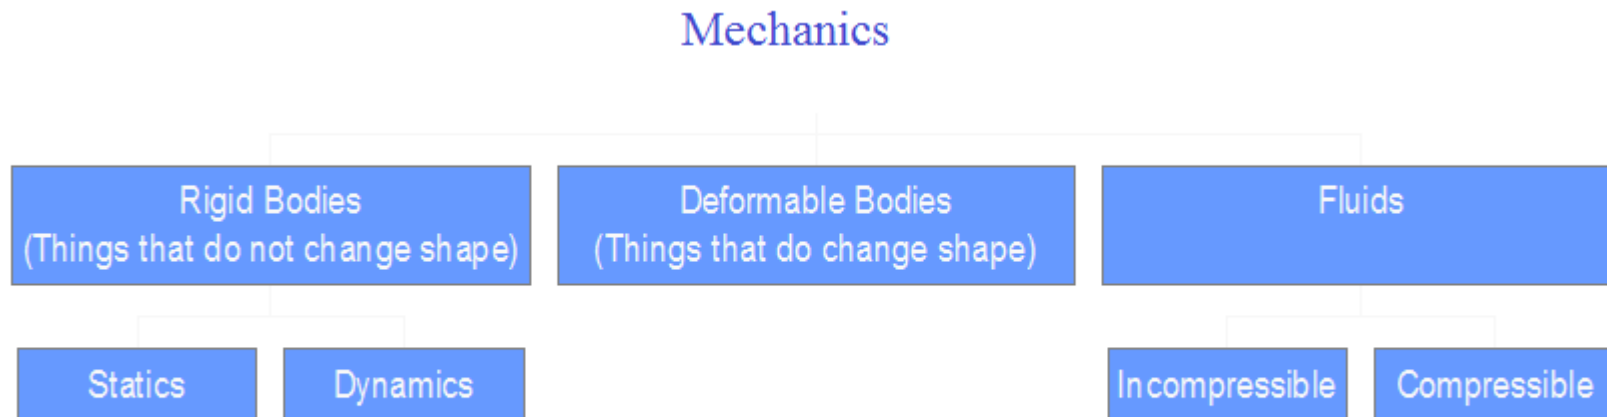 Mechanics
Rigid Bodies
(Things that do not change shape)
Deformable Bodies
(Things that do change shape)
Fluids
Statics
Dynamics
Incompressible
Compressible